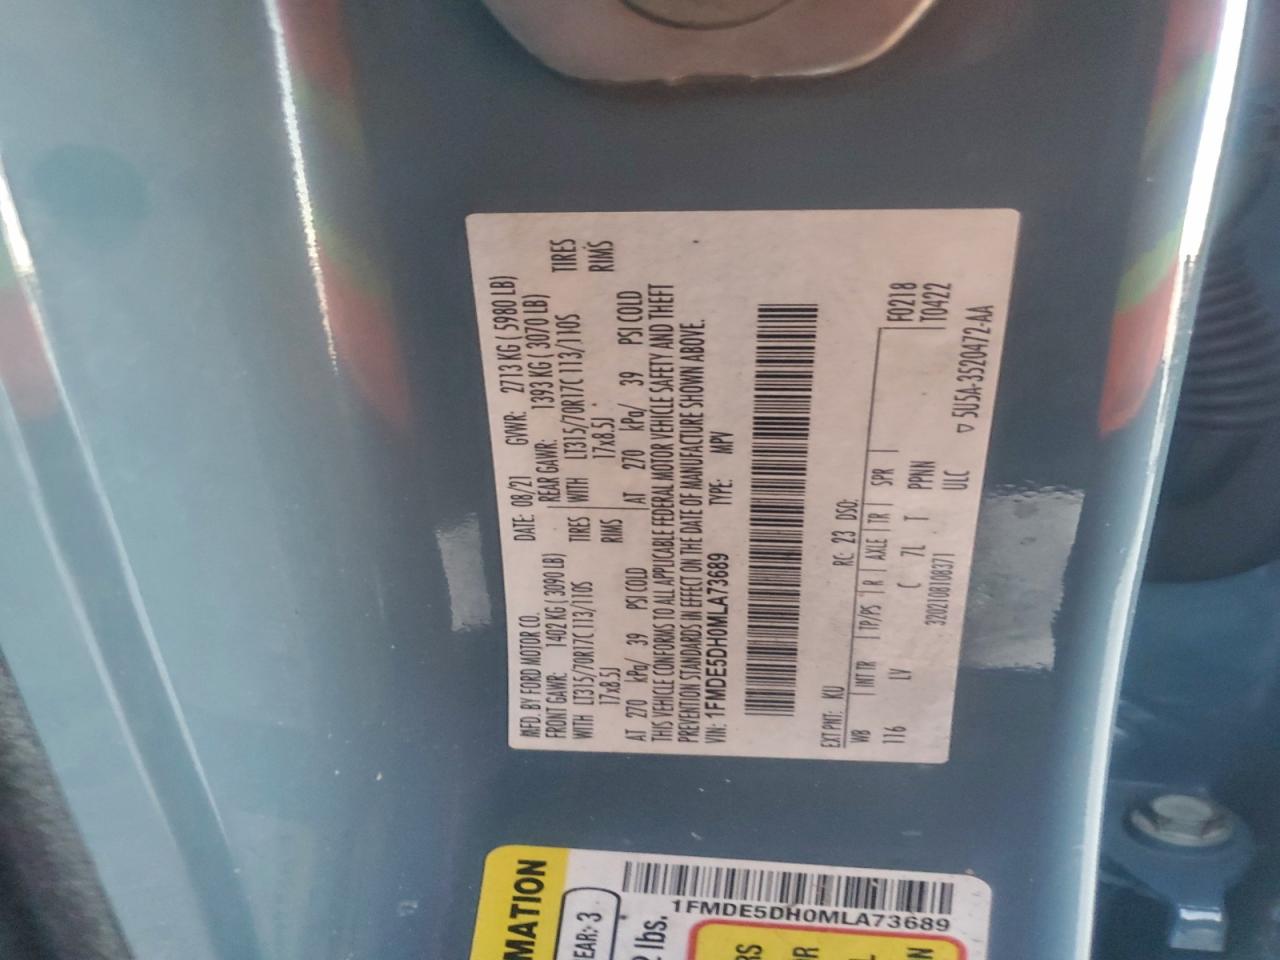 MFD. BY FORD MOTOR CO.
DATE: 08/21 GVWR: 2713 KG ( 5980 LB)
FRONT GAWR: 1402 KG ( 3090 LB) REAR GAWR: 1393 KG ( 3070 LB)
WITH LT315/70R17C 113/110S TIRES WITH LT315/70R17C 113/110S TIRES
17x8.5J RIMS 17x8.5J RIMS
AT 270 kPa/ 39 PSI COLD AT 270 kPa/ 39 PSI COLD
THIS VEHICLE CONFORMS TO ALL APPLICABLE FEDERAL MOTOR VEHICLE SAFETY AND THEFT
PREVENTION STANDARDS IN EFFECT ON THE DATE OF MANUFACTURE SHOWN ABOVE.
VIN: 1FMDE5DH0MLA73689 TYPE: MPV
EXT PNT: KU RC: 23 DSO:
WB INT TR TP/PS R AXLE TR SPR F0218
116 LV C 7L T PPNN T0422
3202108108371 ULC
▽ 5U5A-3520472-AA
MATION
EAR: 3
2 lbs.
1FMDE5DH0MLA73689
RS
OR
L
N